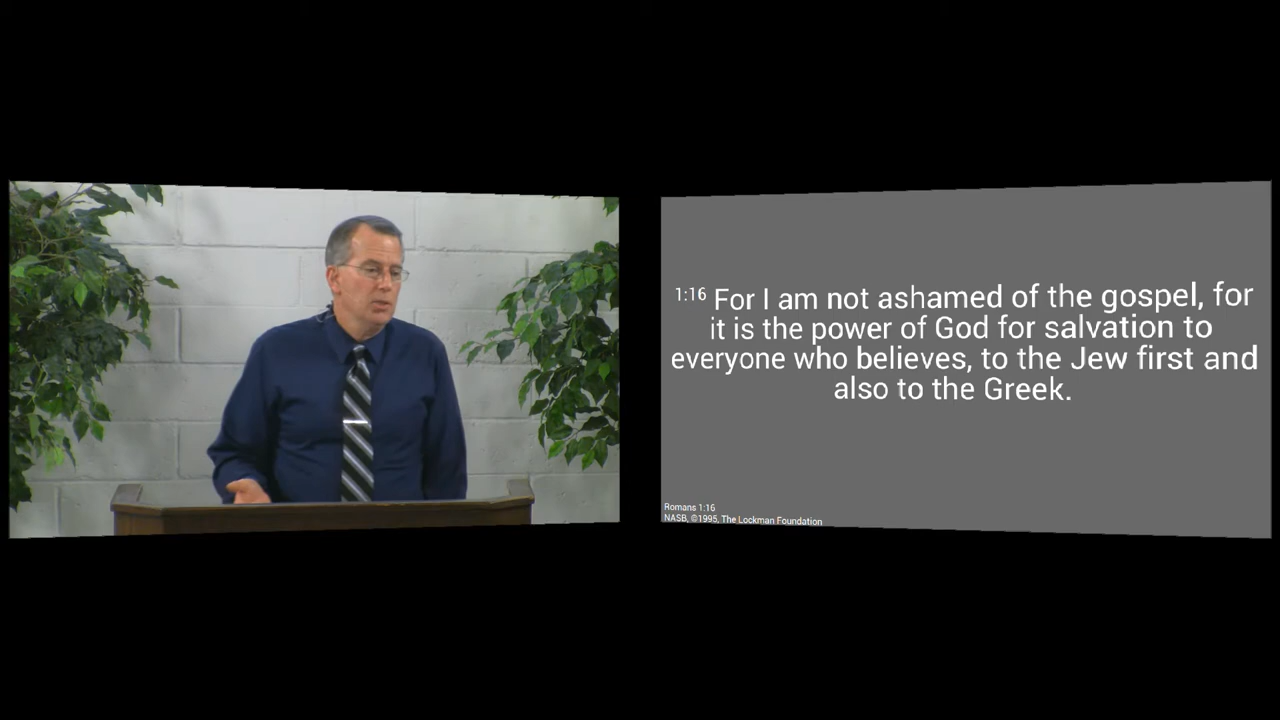 1:16 For I am not ashamed of the gospel, for
it is the power of God for salvation to
everyone who believes, to the Jew first and
also to the Greek.
Romans 1:16
NASB, ©1995, The Lockman Foundation